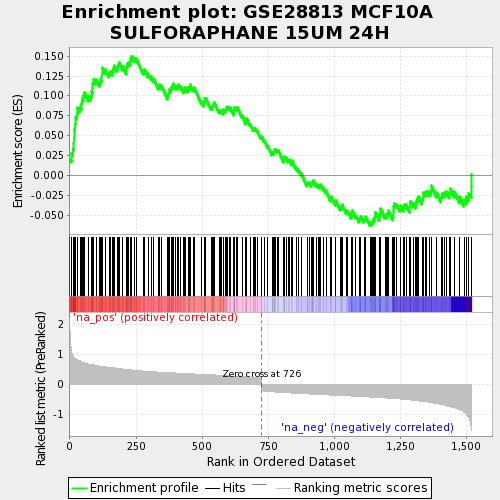 Enrichment plot: GSE28813 MCF10A
SULFORAPHANE 15UM 24H
Enrichment score (ES)
0.150
0.125
0.100
0.075
0.050
0.025
0.000
-0.025
-0.050
Ranked list metric (PreRanked)
2
1
0
-1
'na_pos' (positively correlated)
Zero cross at 726
'na_neg' (negatively correlated)
0
250
500
750
1,000
1,250
1,500
Rank in Ordered Dataset
Enrichment profile
Hits
Ranking metric scores